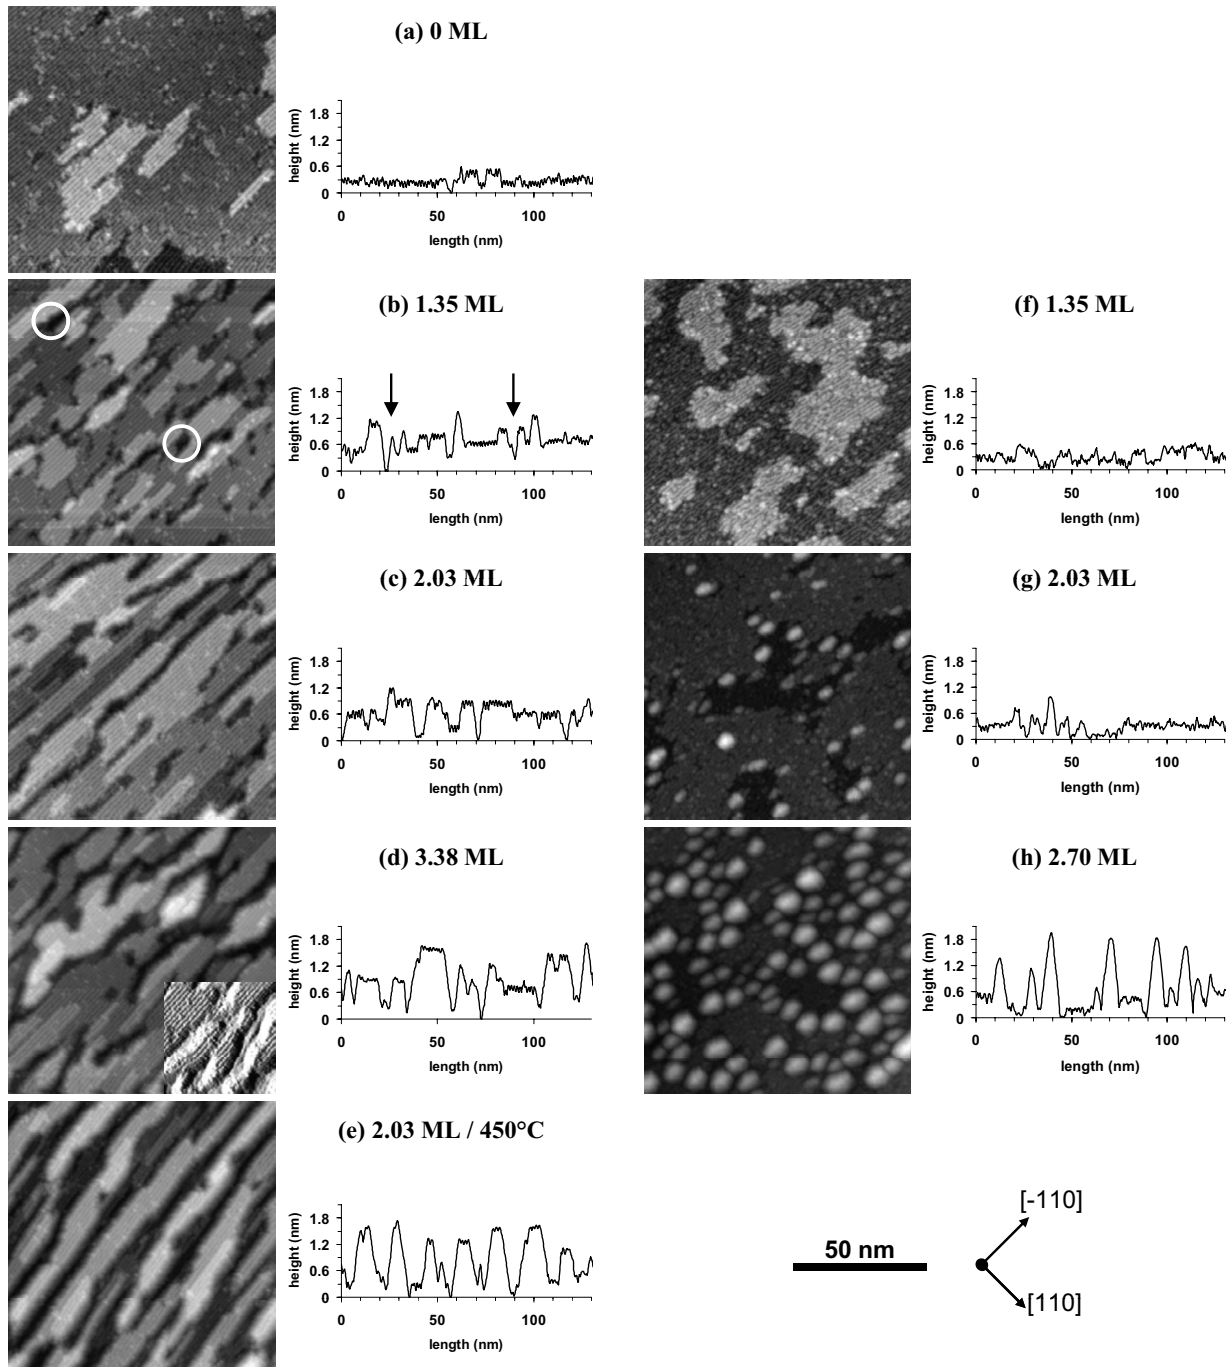 (a) 0 ML
1.8
1.2
0.6
0
height (nm)
0 50 100
length (nm)
(b) 1.35 ML
1.8
1.2
0.6
0
height (nm)
0 50 100
length (nm)
(f) 1.35 ML
1.8
1.2
0.6
0
height (nm)
0 50 100
length (nm)
(c) 2.03 ML
1.8
1.2
0.6
0
height (nm)
0 50 100
length (nm)
(g) 2.03 ML
1.8
1.2
0.6
0
height (nm)
0 50 100
length (nm)
(d) 3.38 ML
1.8
1.2
0.6
0
height (nm)
0 50 100
length (nm)
(h) 2.70 ML
1.8
1.2
0.6
0
height (nm)
0 50 100
length (nm)
(e) 2.03 ML / 450°C
1.8
1.2
0.6
0
height (nm)
0 50 100
length (nm)
50 nm
[-110]
[110]